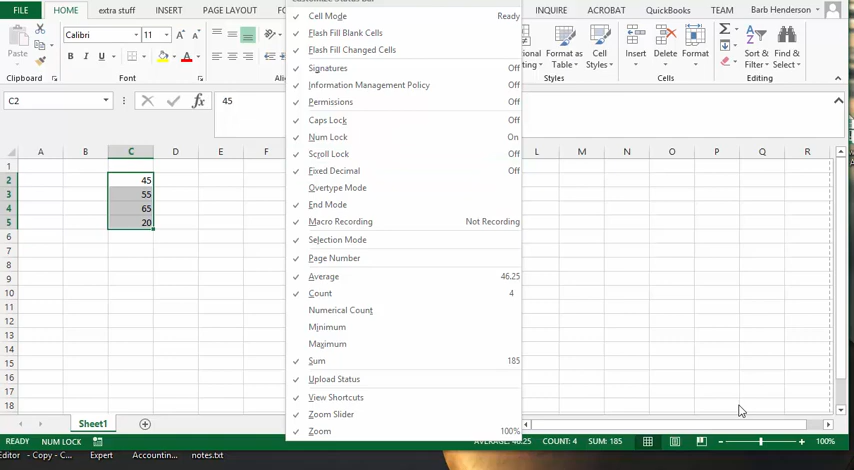 FILE HOME extra stuff INSERT PAGE LAYOUT INQUIRE ACROBAT QuickBooks TEAM Barb Henderson
Calibri 11
Paste
B I U
Insert Delete Format
Sort & Find &
Filter Select
Format as Cell
Table Styles
Clipboard Font Styles Cells Editing
C2 fx 45
A B C D E F L M N O P Q R
1
2 45
3 55
4 65
5 20
6
7
8
9
10
11
12
13
14
15
16
17
18
Cell Mode Ready
Flash Fill Blank Cells
Flash Fill Changed Cells
Signatures Off
Information Management Policy Off
Permissions Off
Caps Lock Off
Num Lock On
Scroll Lock Off
Fixed Decimal Off
Overtype Mode
End Mode
Macro Recording Not Recording
Selection Mode
Page Number
Average 46.25
Count 4
Numerical Count
Minimum
Maximum
Sum 185
Upload Status
View Shortcuts
Zoom Slider
Zoom 100%
Sheet1
READY NUM LOCK AVERAGE: 46.25 COUNT: 4 SUM: 185 100%
Editor - Copy - C... Expert Accountin... notes.txt